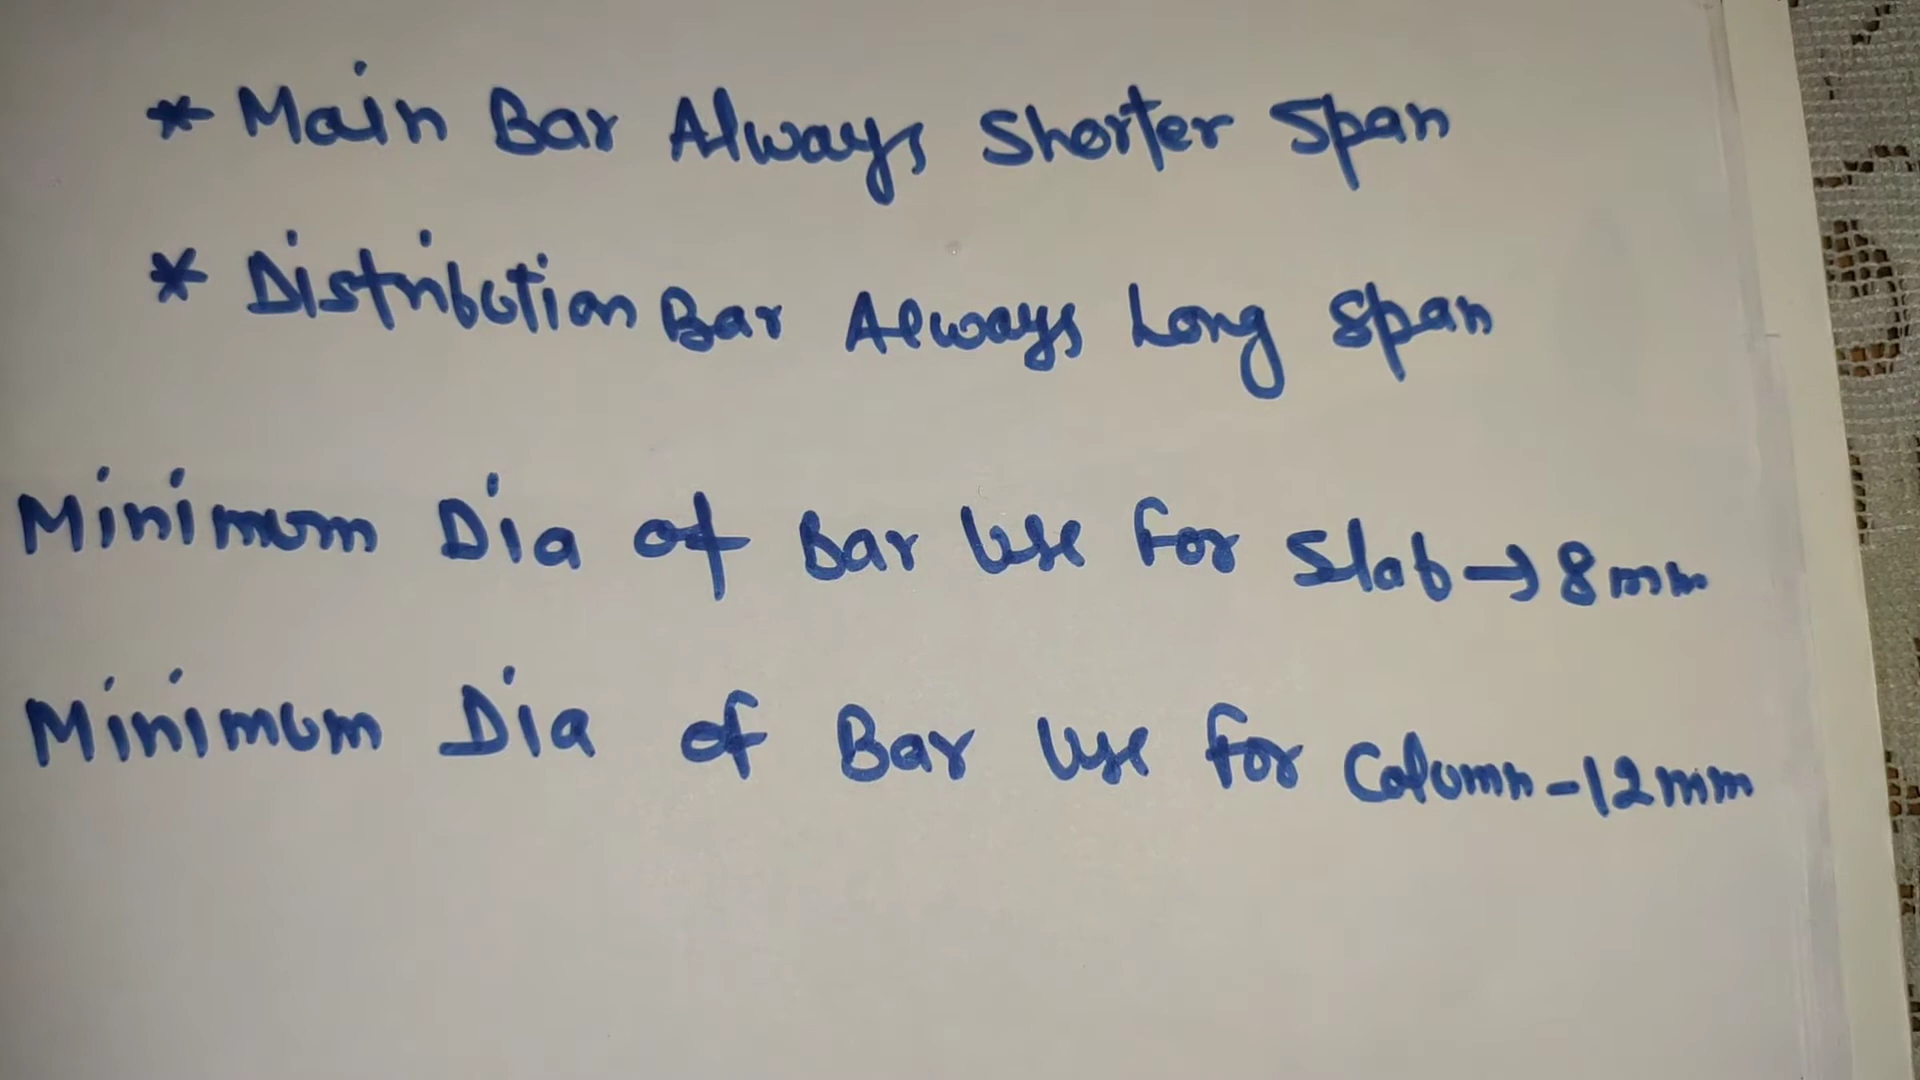 * Main Bar Always Shorter Span
* Distribution Bar Always Long Span
Minimum Dia of Bar Use For Slab → 8mm
Minimum Dia of Bar Use for Column - 12mm